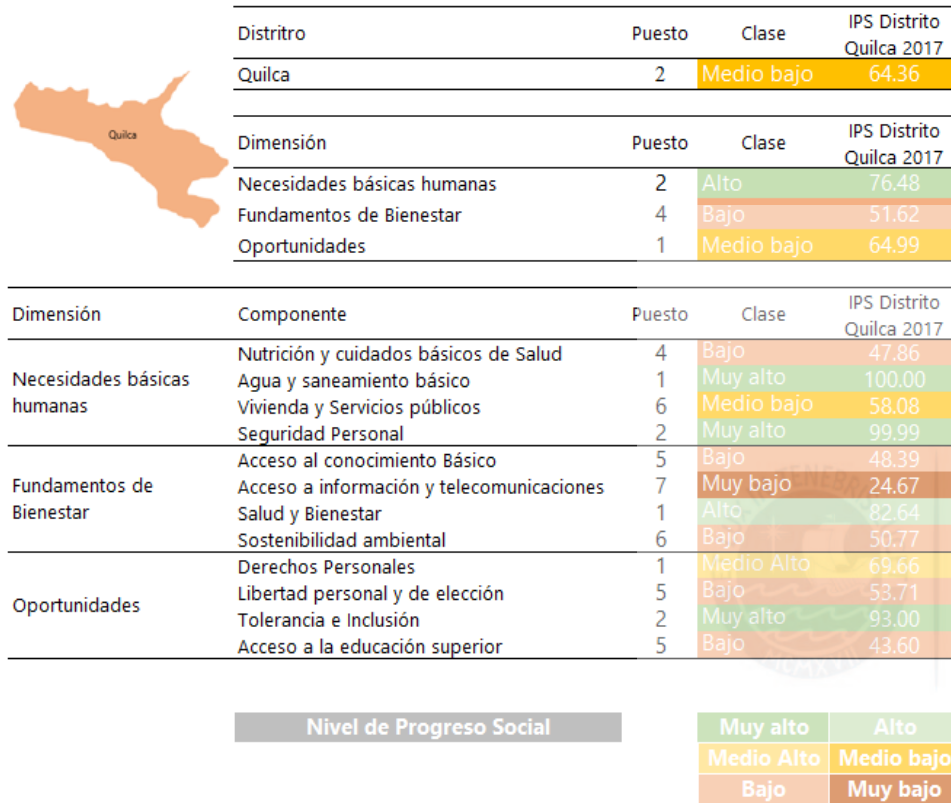 Distritro Puesto Clase IPS Distrito Quilca 2017
Quilca 2 Medio bajo 64.36
Quilca
Dimensión Puesto Clase IPS Distrito Quilca 2017
Necesidades básicas humanas 2 Alto 76.48
Fundamentos de Bienestar 4 Bajo 51.62
Oportunidades 1 Medio bajo 64.99
Dimensión Componente Puesto Clase IPS Distrito Quilca 2017
Necesidades básicas humanas
Nutrición y cuidados básicos de Salud 4 Bajo 47.86
Agua y saneamiento básico 1 Muy alto 100.00
Vivienda y Servicios públicos 6 Medio bajo 58.08
Seguridad Personal 2 Muy alto 99.99
Fundamentos de Bienestar
Acceso al conocimiento Básico 5 Bajo 48.39
Acceso a información y telecomunicaciones 7 Muy bajo 24.67
Salud y Bienestar 1 Alto 82.64
Sostenibilidad ambiental 6 Bajo 50.77
Oportunidades
Derechos Personales 1 Medio Alto 69.66
Libertad personal y de elección 5 Bajo 53.71
Tolerancia e Inclusión 2 Muy alto 93.00
Acceso a la educación superior 5 Bajo 43.60
Nivel de Progreso Social Muy alto Alto
Medio Alto Medio bajo
Bajo Muy bajo
MCMXVII